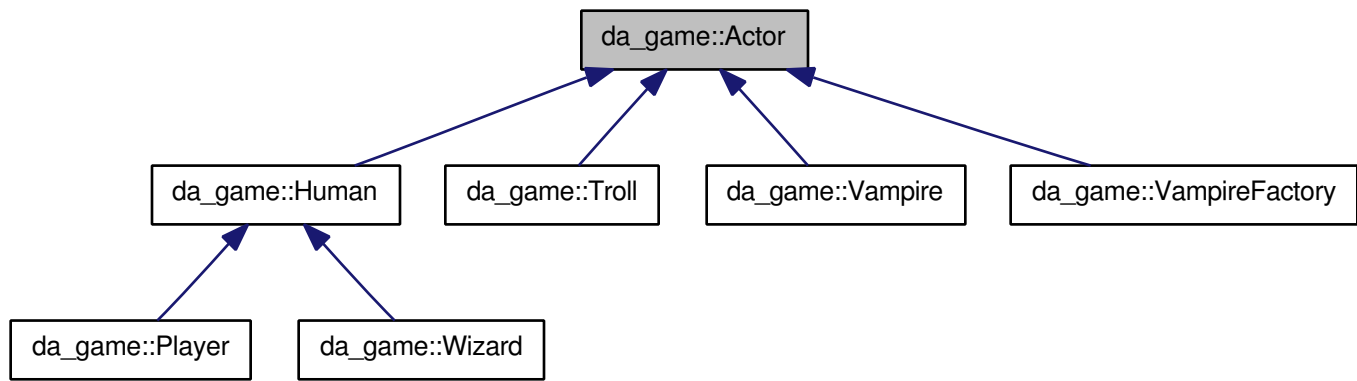 da_game::Actor
da_game::Human
da_game::Troll
da_game::Vampire
da_game::VampireFactory
da_game::Player
da_game::Wizard